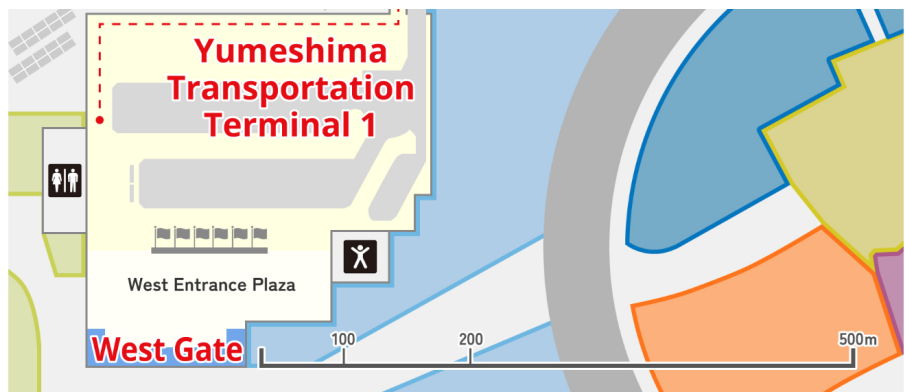 Yumeshima
Transportation
Terminal 1
West Entrance Plaza
West Gate
100
200
500m